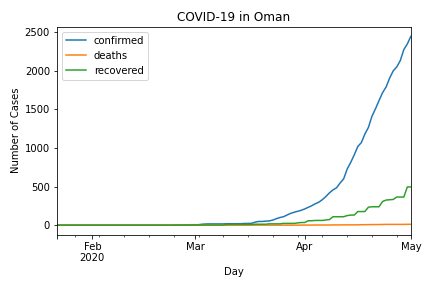 COVID-19 in Oman
confirmed
deaths
recovered
Number of Cases
2500
2000
1500
1000
500
0
Feb
2020
Mar
Apr
May
Day